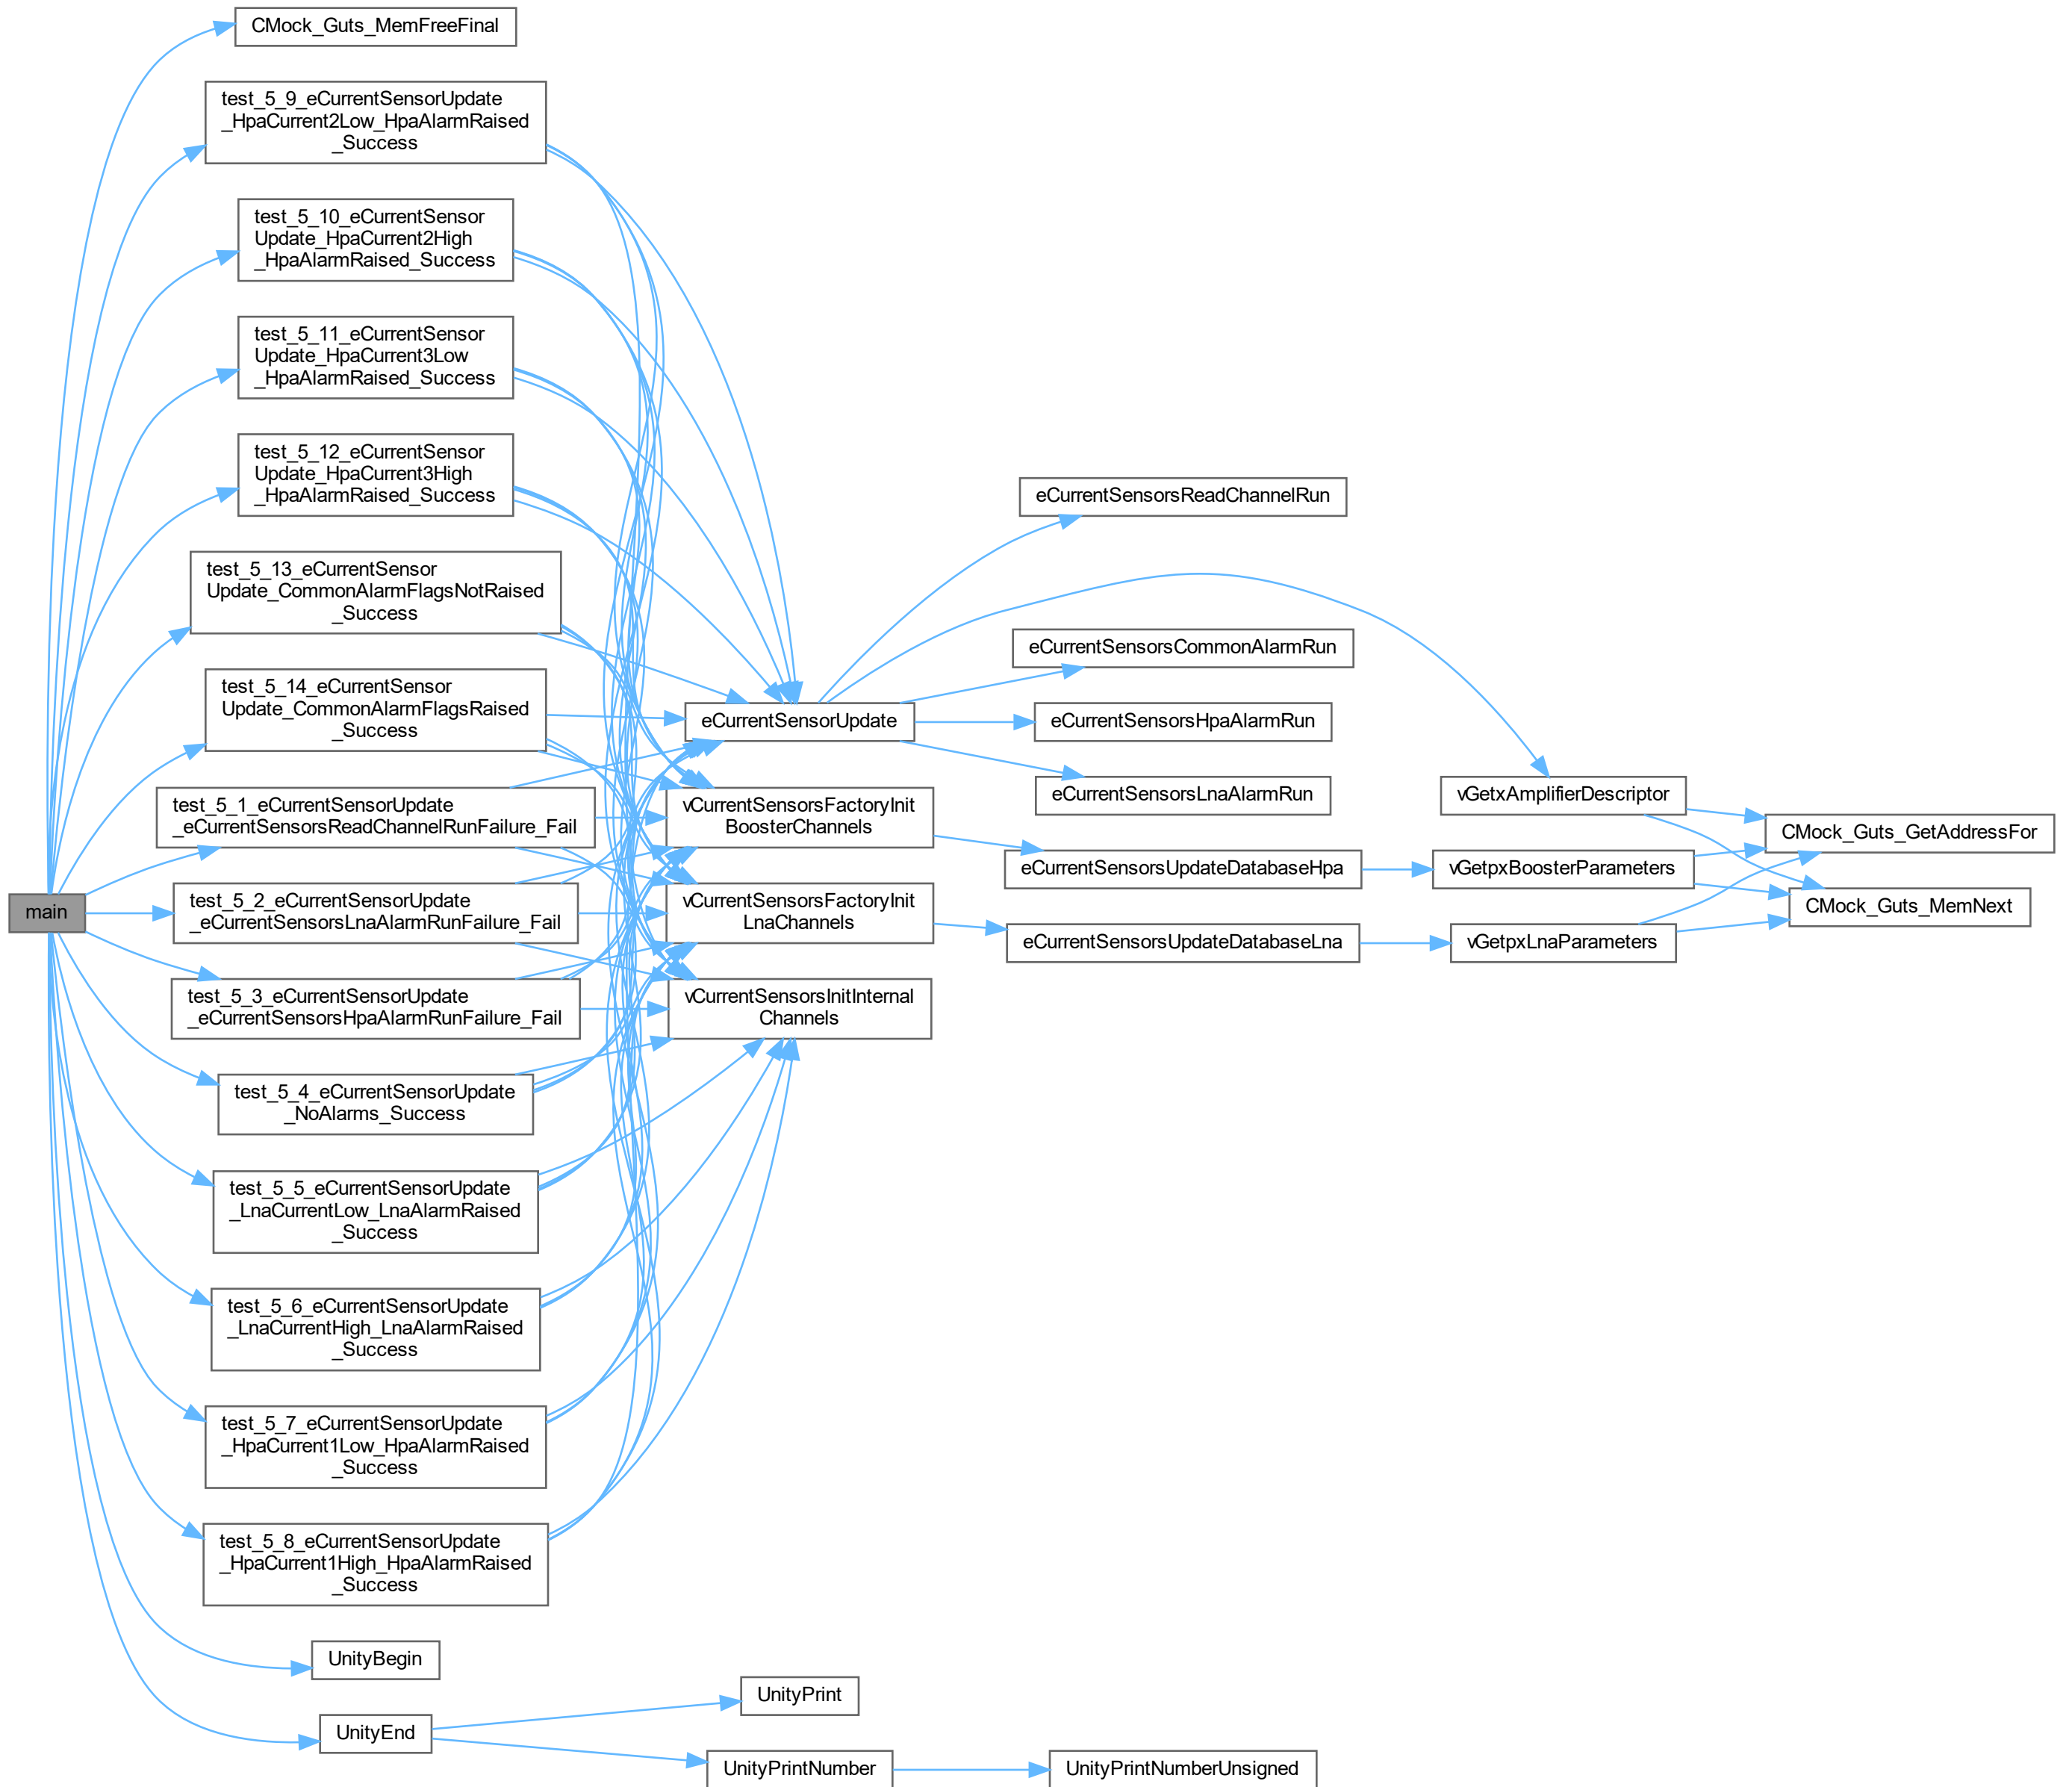 CMock_Guts_MemFreeFinal
test_5_9_eCurrentSensorUpdate
_HpaCurrent2Low_HpaAlarmRaised
_Success
test_5_10_eCurrentSensor
Update_HpaCurrent2High
_HpaAlarmRaised_Success
test_5_11_eCurrentSensor
Update_HpaCurrent3Low
_HpaAlarmRaised_Success
test_5_12_eCurrentSensor
Update_HpaCurrent3High
_HpaAlarmRaised_Success
test_5_13_eCurrentSensor
Update_CommonAlarmFlagsNotRaised
_Success
test_5_14_eCurrentSensor
Update_CommonAlarmFlagsRaised
_Success
test_5_1_eCurrentSensorUpdate
_eCurrentSensorsReadChannelRunFailure_Fail
main
test_5_2_eCurrentSensorUpdate
_eCurrentSensorsLnaAlarmRunFailure_Fail
test_5_3_eCurrentSensorUpdate
_eCurrentSensorsHpaAlarmRunFailure_Fail
test_5_4_eCurrentSensorUpdate
_NoAlarms_Success
test_5_5_eCurrentSensorUpdate
_LnaCurrentLow_LnaAlarmRaised
_Success
test_5_6_eCurrentSensorUpdate
_LnaCurrentHigh_LnaAlarmRaised
_Success
test_5_7_eCurrentSensorUpdate
_HpaCurrent1Low_HpaAlarmRaised
_Success
test_5_8_eCurrentSensorUpdate
_HpaCurrent1High_HpaAlarmRaised
_Success
UnityBegin
UnityEnd
eCurrentSensorUpdate
vCurrentSensorsFactoryInit
BoosterChannels
vCurrentSensorsFactoryInit
LnaChannels
vCurrentSensorsInitInternal
Channels
UnityPrint
UnityPrintNumber
eCurrentSensorsReadChannelRun
eCurrentSensorsCommonAlarmRun
eCurrentSensorsHpaAlarmRun
eCurrentSensorsLnaAlarmRun
eCurrentSensorsUpdateDatabaseHpa
eCurrentSensorsUpdateDatabaseLna
UnityPrintNumberUnsigned
vGetxAmplifierDescriptor
vGetpxBoosterParameters
vGetpxLnaParameters
CMock_Guts_GetAddressFor
CMock_Guts_MemNext